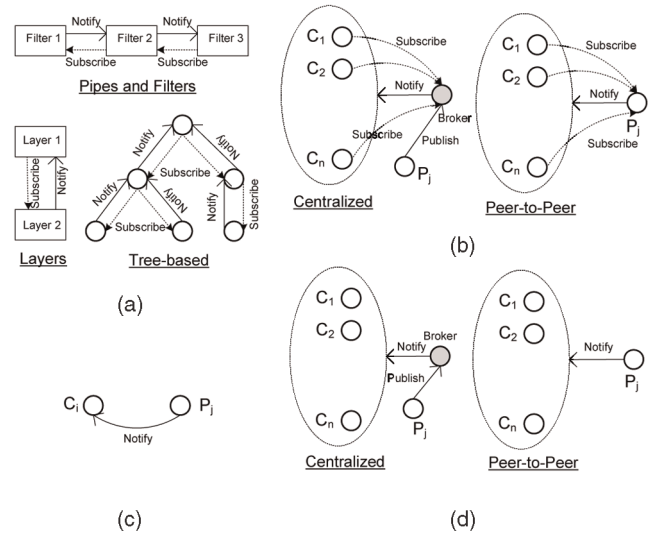 Notify
Notify
Filter 1
Filter 2
Filter 3
Subscribe
Subscribe
Pipes and Filters
Layer 1
Subscribe
Notify
Layer 2
Layers
Notify
Notify
Subscribe
Notify
Notify
Subscribe
Notify
Subscribe
Tree-based
(a)
C1
C2
Cn
Subscribe
Notify
Subscribe
Broker
Publish
Pj
Centralized
C1
C2
Cn
Subscribe
Notify
Subscribe
Pj
Peer-to-Peer
(b)
Ci
Pj
Notify
(c)
C1
C2
Cn
Broker
Notify
Publish
Pj
Centralized
C1
C2
Cn
Notify
Pj
Peer-to-Peer
(d)